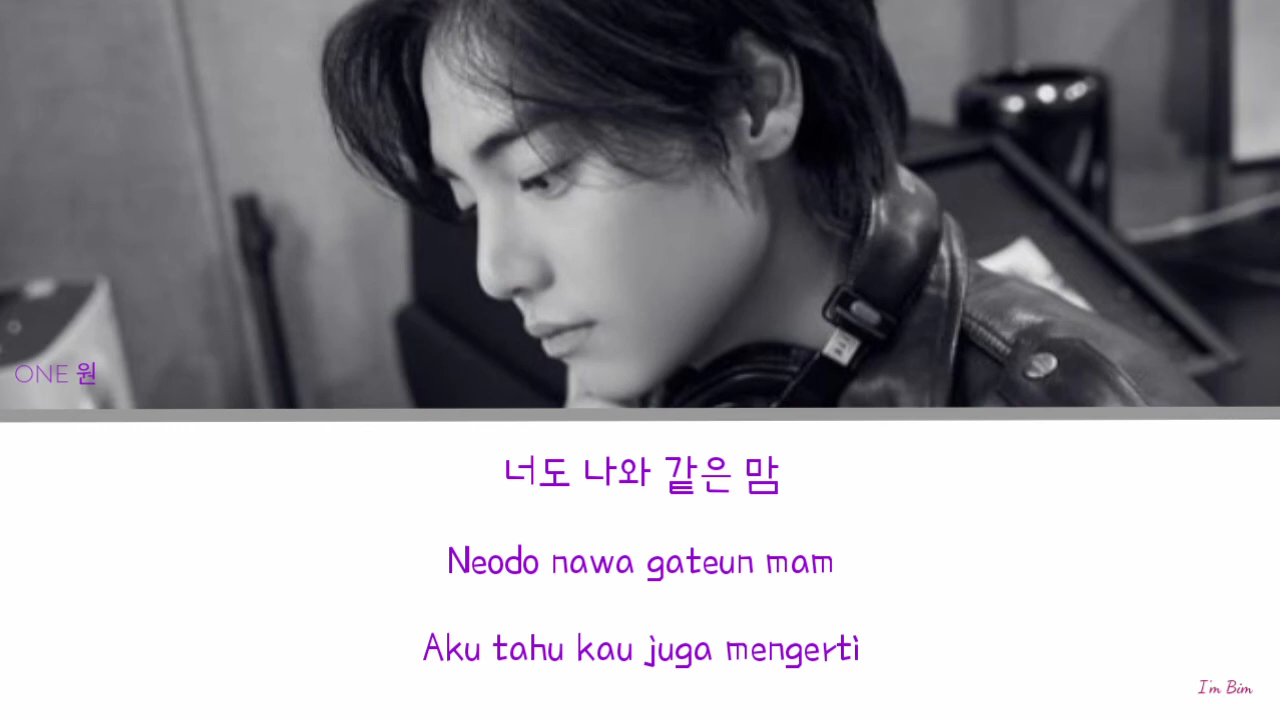 ONE 원
너도 나와 같은 맘
Neodo nawa gateun mam
Aku tahu kau juga mengerti
I'm Bim